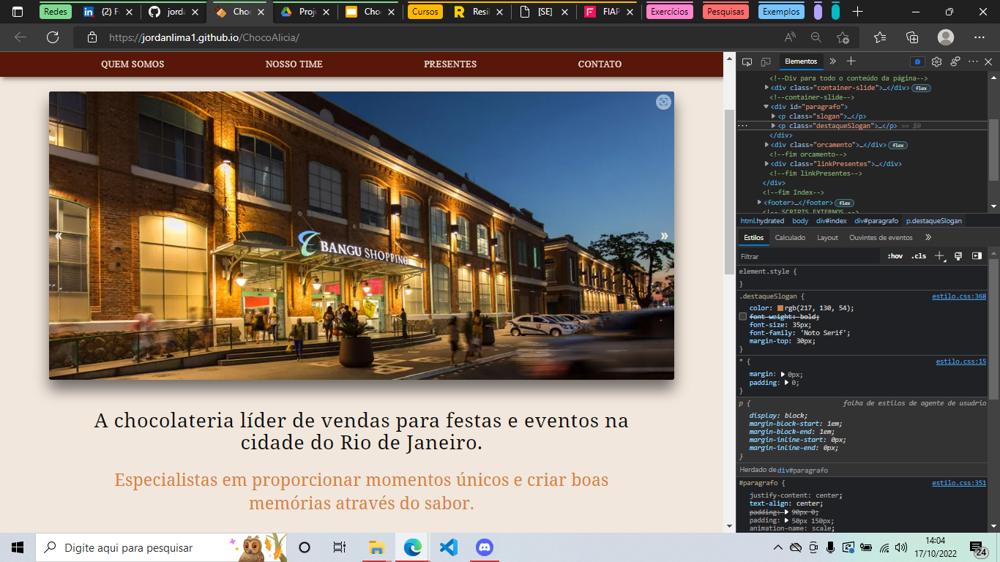 Redes
(2) Fe
jorda
Choc
Proje
Choc
Cursos
Resil
[SE]
FIAP
Exercícios
Pesquisas
Exemplos
https://jordanlima1.github.io/ChocoAlicia/
QUEM SOMOS NOSSO TIME PRESENTES CONTATO
BANGU SHOPPING
A chocolateria líder de vendas para festas e eventos na
cidade do Rio de Janeiro.
Especialistas em proporcionar momentos únicos e criar boas
memórias através do sabor.
Elementos
<!--Div para todo o conteúdo da página-->
<div class="container-slide">…</div> flex
<!--container-slide-->
<div id="paragrafo">
<p class="slogan">…</p>
<p class="destaqueSlogan">…</p> == $0
</div>
<div class="orcamento">…</div> flex
<!--fim orcamento-->
<div class="linkPresentes">…</div>
<!--fim linkPresentes-->
</div>
<!--fim Index-->
<footer>…</footer> flex
<!-- SCRIPTS EXTERNOS -->
html.hydrated body div#index div#paragrafo p.destaqueSlogan
Estilos Calculado Layout Ouvintes de eventos
Filtrar :hov .cls
element.style {
}
.destaqueSlogan { estilo.css:368
color: rgb(217, 130, 54);
font-weight: bold;
font-size: 35px;
font-family: 'Noto Serif';
margin-top: 30px;
}
* { estilo.css:15
margin: 0px;
padding: 0;
}
p { folha de estilos de agente de usuário
display: block;
margin-block-start: 1em;
margin-block-end: 1em;
margin-inline-start: 0px;
margin-inline-end: 0px;
}
Herdado de div#paragrafo
#paragrafo { estilo.css:351
justify-content: center;
text-align: center;
padding: 90px 0;
padding: 50px 150px;
animation-name: scale;
Digite aqui para pesquisar
14:04
17/10/2022
24